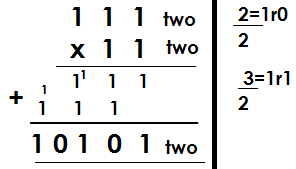 1 1 1 two
x 1 1 two
1 1 1 1
+ 1 1 1 1
1 0 1 0 1 two
2=1r0
2
3=1r1
2